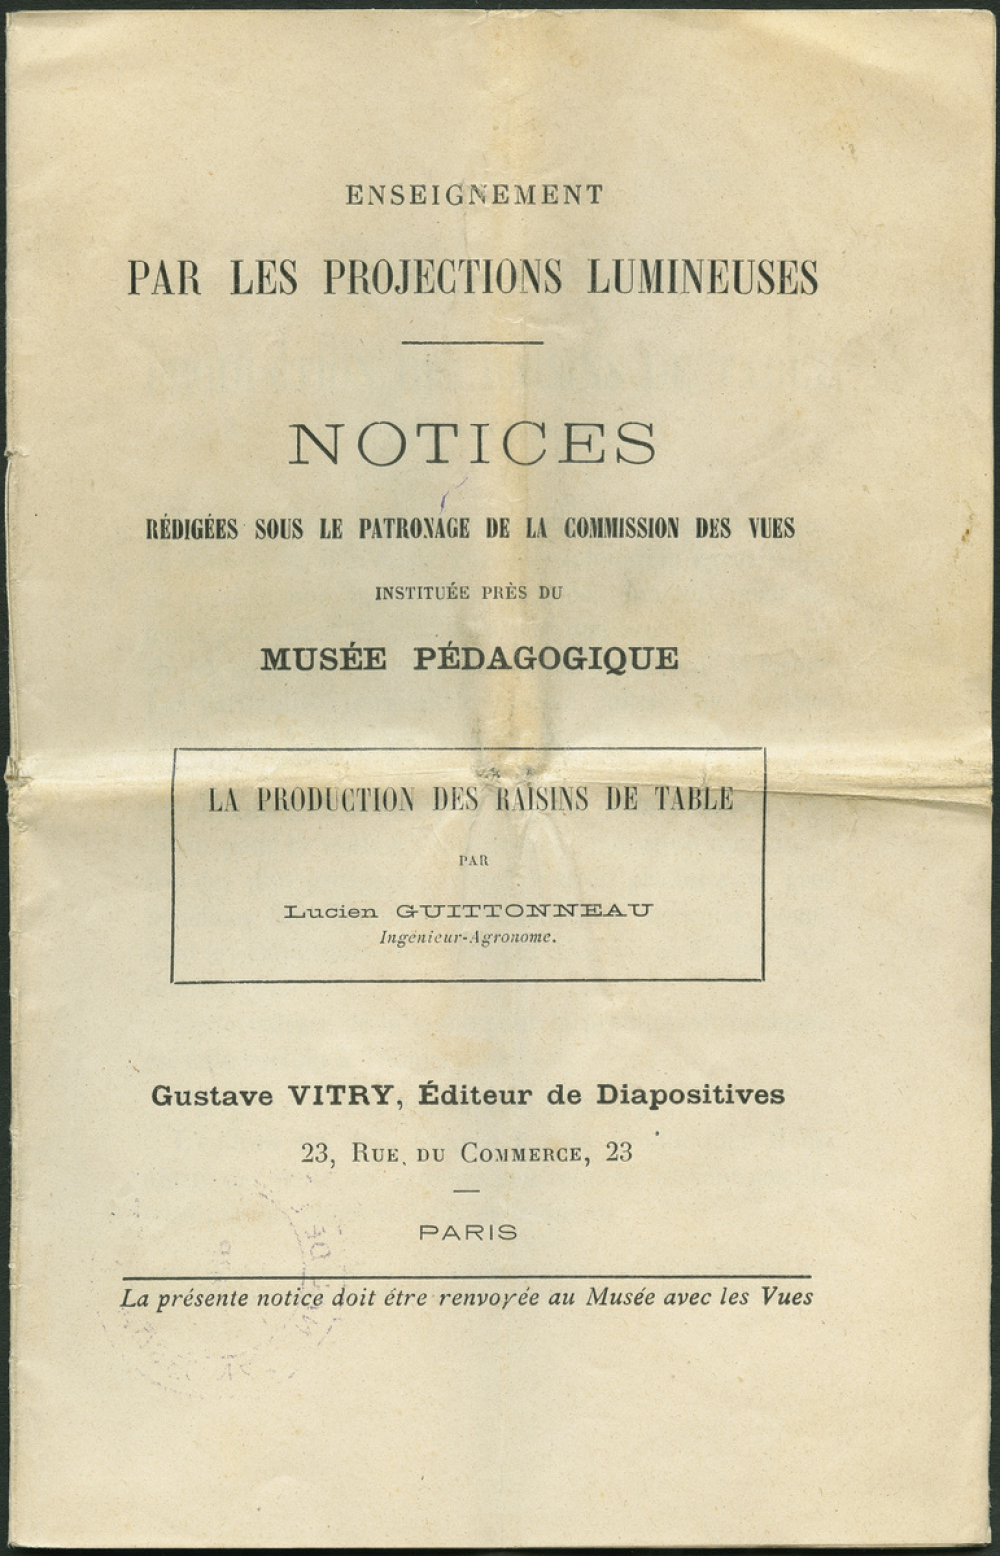 ENSEIGNEMENT
PAR LES PROJECTIONS LUMINEUSES
NOTICES
RÉDIGÉES SOUS LE PATRONAGE DE LA COMMISSION DES VUES
INSTITUÉE PRÈS DU
MUSÉE PÉDAGOGIQUE
LA PRODUCTION DES RAISINS DE TABLE
PAR
Lucien GUITTONNEAU
Ingénieur-Agronome.
Gustave VITRY, Éditeur de Diapositives
23, RUE DU COMMERCE, 23
PARIS
La présente notice doit étre renvoyée au Musée avec les Vues